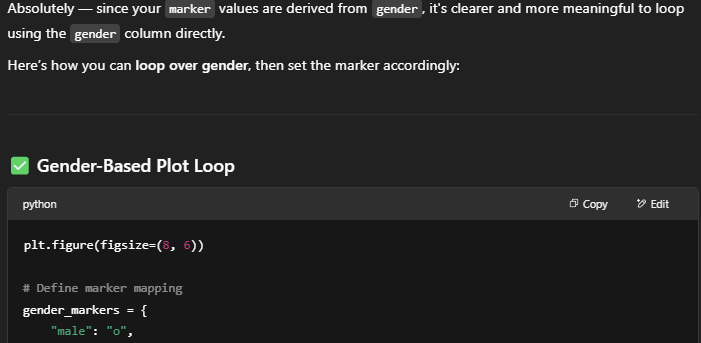 Absolutely — since your marker values are derived from gender, it's clearer and more meaningful to loop
using the gender column directly.
Here's how you can loop over gender, then set the marker accordingly:
✅ Gender-Based Plot Loop
python Copy Edit
plt.figure(figsize=(8, 6))
# Define marker mapping
gender_markers = {
    "male": "o",